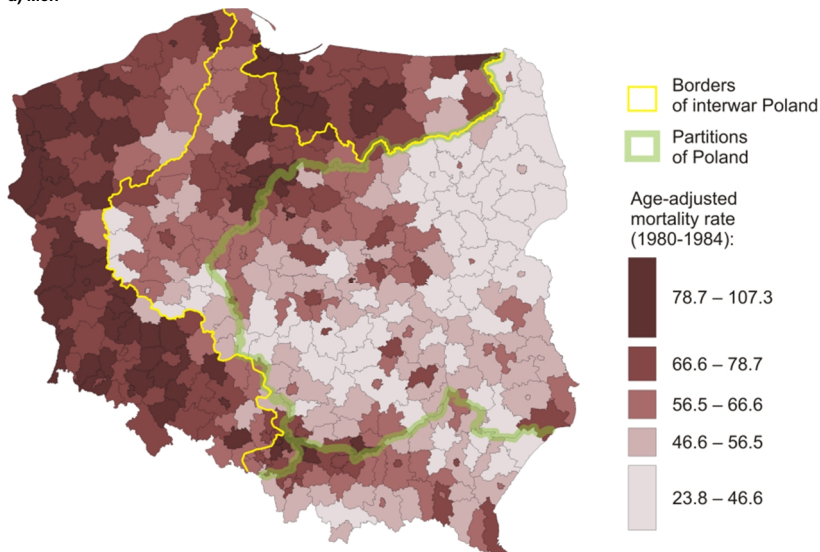 a) Men
Borders
of interwar Poland
Partitions
of Poland
Age-adjusted
mortality rate
(1980-1984):
78.7 – 107.3
66.6 – 78.7
56.5 – 66.6
46.6 – 56.5
23.8 – 46.6